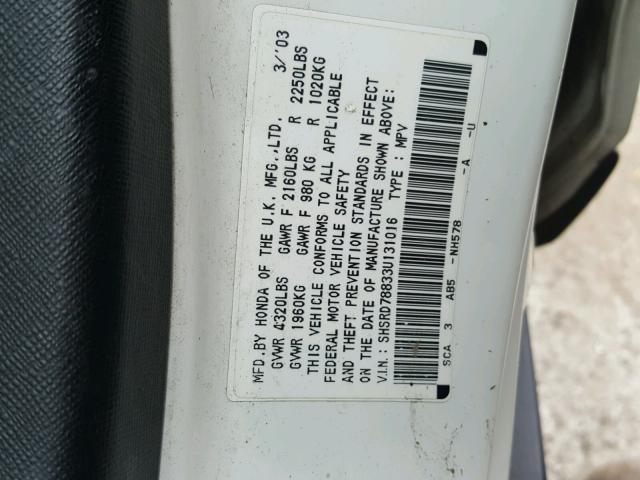 MFD.BY HONDA OF THE U.K. MFG.,LTD. 3/'03
GVWR 4320LBS GAWR F 2160LBS R 2250LBS
GVWR 1960KG GAWR F 980 KG R 1020KG
THIS VEHICLE CONFORMS TO ALL APPLICABLE
FEDERAL MOTOR VEHICLE SAFETY
AND THEFT PREVENTION STANDARDS IN EFFECT
ON THE DATE OF MANUFACTURE SHOWN ABOVE:
V.I.N.: SHSRD78833U131016 TYPE : MPV
SCA 3 AB5 -NH578 -A -U